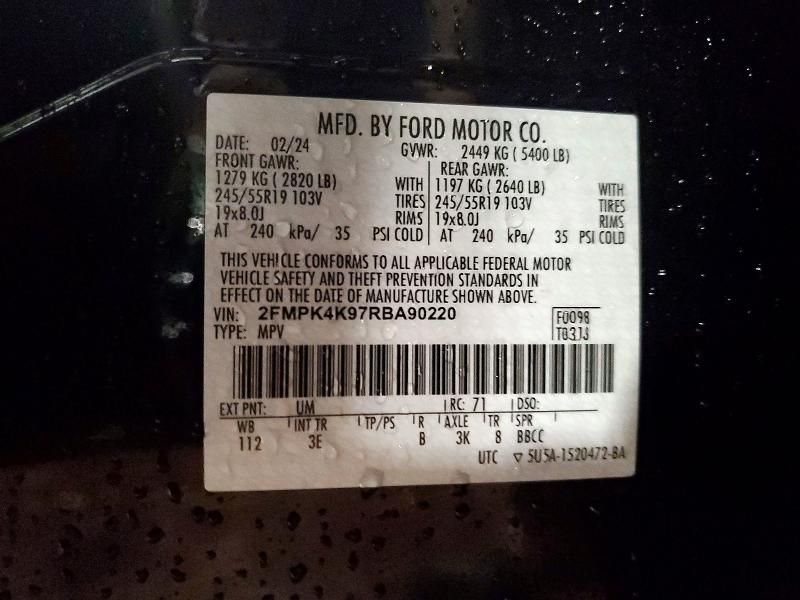 MFD. BY FORD MOTOR CO.
DATE: 02/24 GVWR: 2449 KG ( 5400 LB)
FRONT GAWR: REAR GAWR:
1279 KG ( 2820 LB) WITH 1197 KG ( 2640 LB) WITH
245/55R19 103V TIRES 245/55R19 103V TIRES
19x8.0J RIMS 19x8.0J RIMS
AT 240 kPa/ 35 PSI COLD AT 240 kPa/ 35 PSI COLD
THIS VEHICLE CONFORMS TO ALL APPLICABLE FEDERAL MOTOR
VEHICLE SAFETY AND THEFT PREVENTION STANDARDS IN
EFFECT ON THE DATE OF MANUFACTURE SHOWN ABOVE.
VIN: 2FMPK4K97RBA90220 F0098
TYPE: MPV T0313
EXT PNT: UM RC: 71 DSO:
WB INT TR TP/PS R AXLE TR SPR
112 3E B 3K 8 BBCC
UTC ▽ 5U5A-1520472-BA